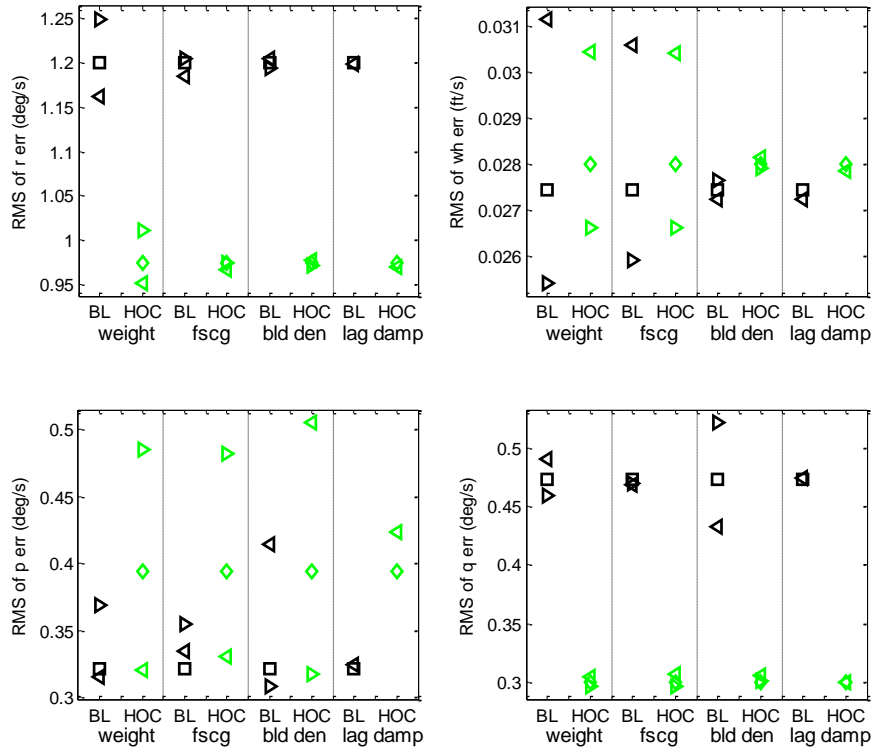 1.25
1.2
1.15
1.1
1.05
1
0.95
RMS of r err (deg/s)
BL HOC BL HOC BL HOC BL HOC
weight fscg bld den lag damp
0.031
0.03
0.029
0.028
0.027
0.026
RMS of wh err (ft/s)
BL HOC BL HOC BL HOC BL HOC
weight fscg bld den lag damp
0.5
0.45
0.4
0.35
0.3
RMS of p err (deg/s)
BL HOC BL HOC BL HOC BL HOC
weight fscg bld den lag damp
0.5
0.45
0.4
0.35
0.3
RMS of q err (deg/s)
BL HOC BL HOC BL HOC BL HOC
weight fscg bld den lag damp